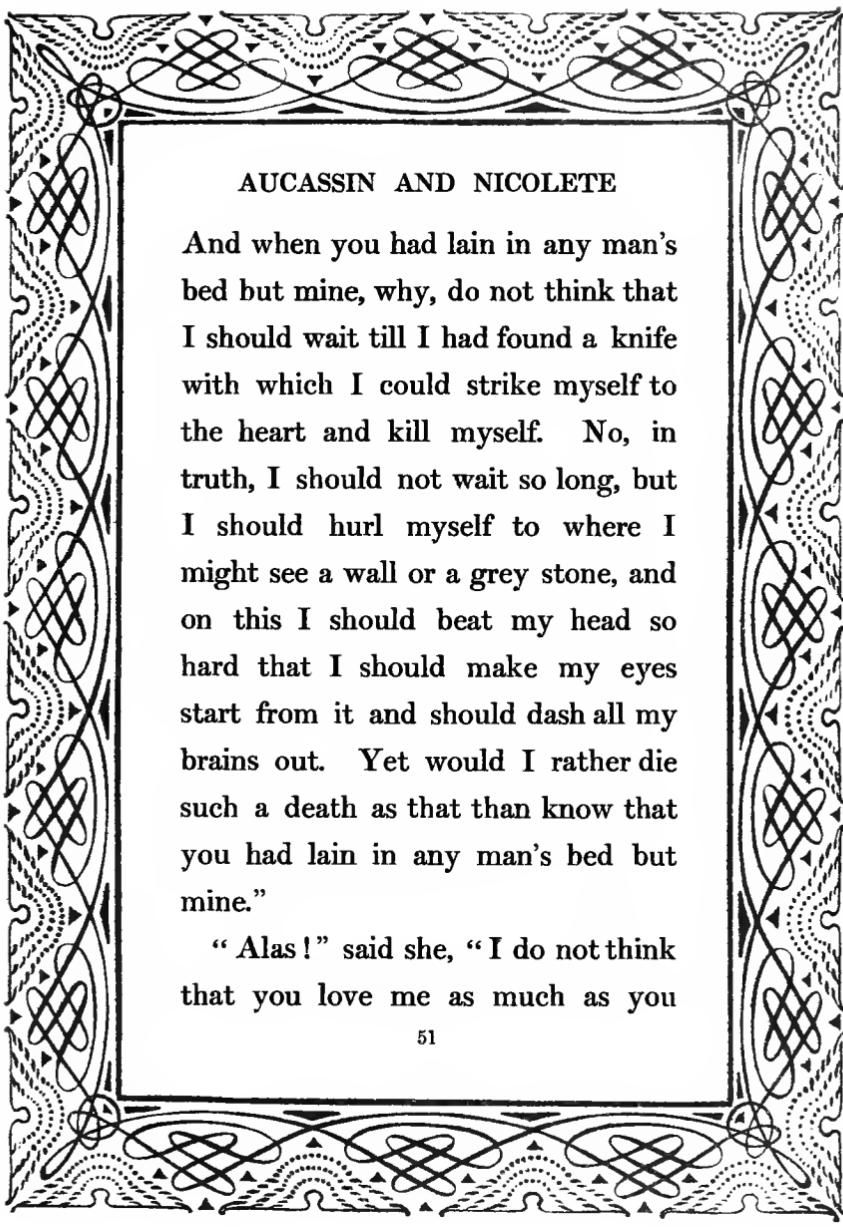 AUCASSIN AND NICOLETE
And when you had lain in any man's
bed but mine, why, do not think that
I should wait till I had found a knife
with which I could strike myself to
the heart and kill myself. No, in
truth, I should not wait so long, but
I should hurl myself to where I
might see a wall or a grey stone, and
on this I should beat my head so
hard that I should make my eyes
start from it and should dash all my
brains out. Yet would I rather die
such a death as that than know that
you had lain in any man's bed but
mine."
"Alas!" said she, "I do not think
that you love me as much as you
51